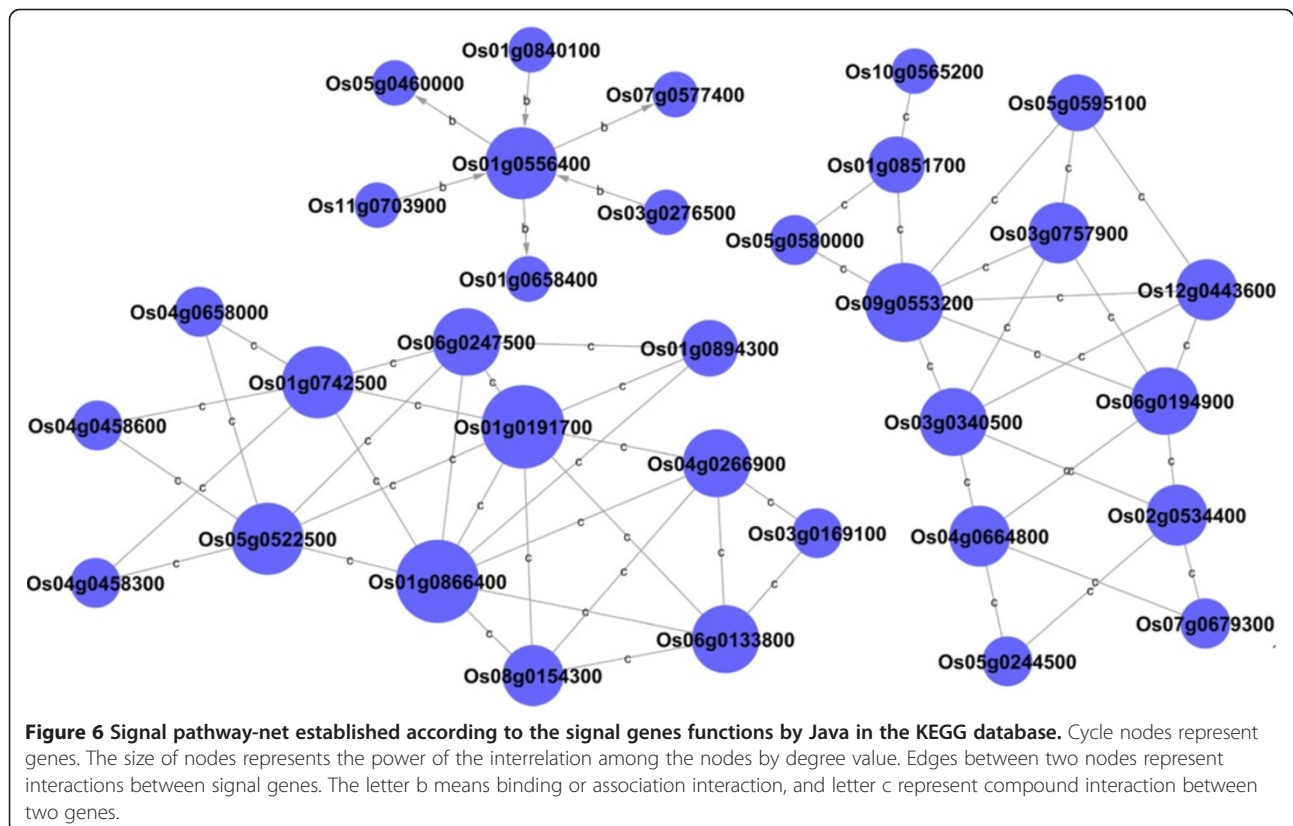 Os01g0840100
Os05g0460000
Os07g0577400
b
b
b
Os01g0556400
b
b
Os11g0703900
Os03g0276500
b
Os01g0658400
Os10g0565200
Os05g0595100
c
Os01g0851700
c
c
c
c
Os05g0580000
c
Os03g0757900
c
c
Os09g0553200
c
Os12g0443600
c
c
c
c
c
c
Os03g0340500
Os06g0194900
c
c
c
c
Os02g0534400
Os04g0664800
c
c
c
c
Os07g0679300
Os05g0244500
Os04g0658000
c
Os06g0247500
c
Os01g0894300
Os01g0742500
c
c
c
c
c
Os04g0458600
Os01g0191700
c
c
c
c
Os04g0266900
c
c
c
c
c
c
c
Os03g0169100
Os05g0522500
c
c
c
c
c
Os04g0458300
c
Os01g0866400
c
c
c
Os06g0133800
c
Os08g0154300
Figure 6 Signal pathway-net established according to the signal genes functions by Java in the KEGG database. Cycle nodes represent
genes. The size of nodes represents the power of the interrelation among the nodes by degree value. Edges between two nodes represent
interactions between signal genes. The letter b means binding or association interaction, and letter c represent compound interaction between
two genes.